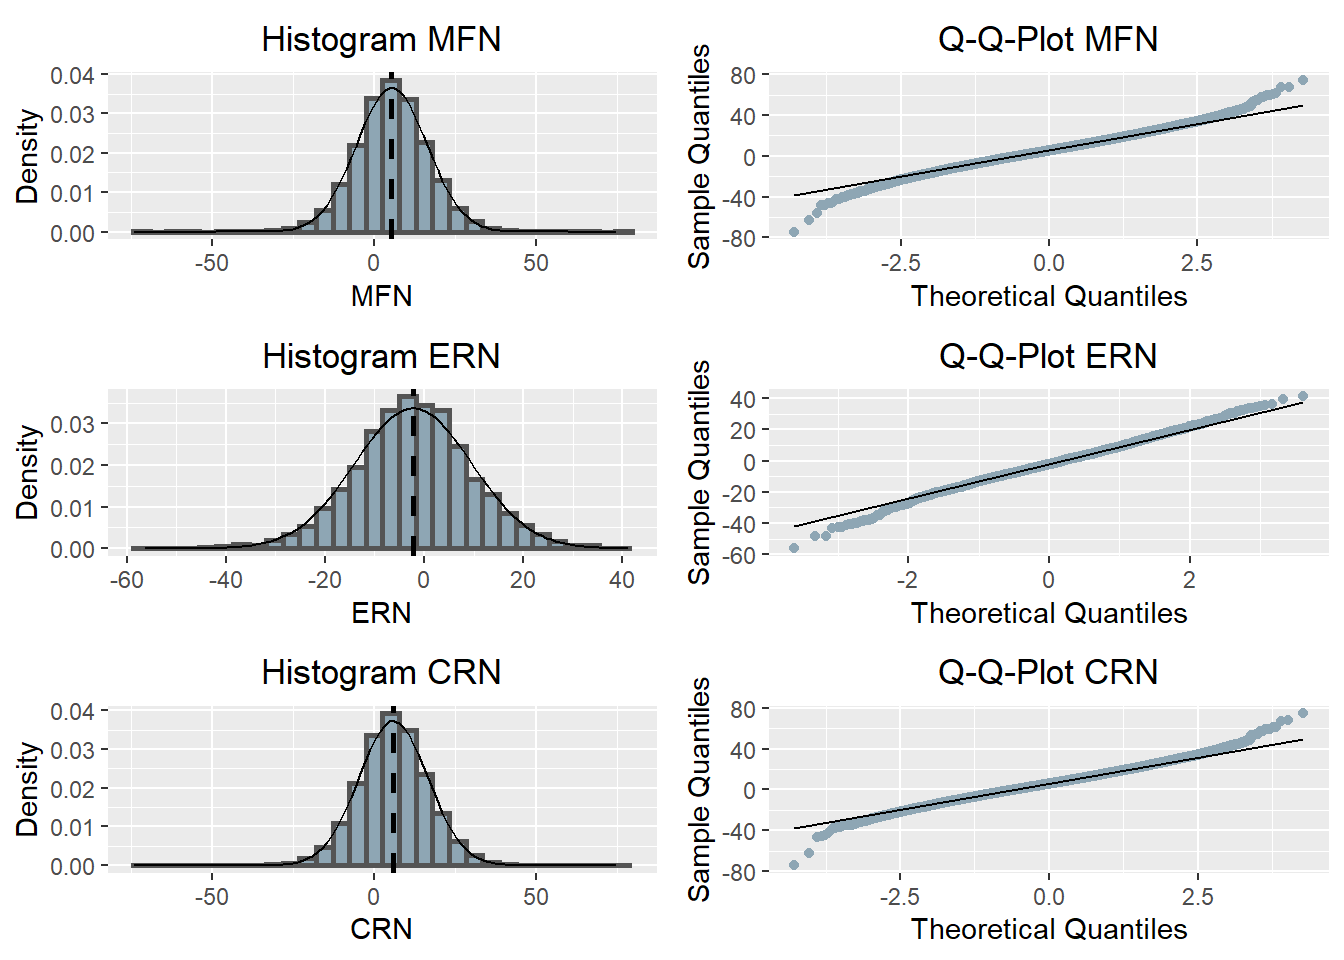 Histogram MFN
Density
0.04
0.03
0.02
0.01
0.00
-50
0
50
MFN
Q-Q-Plot MFN
Sample Quantiles
80
40
0
-40
-80
-2.5
0.0
2.5
Theoretical Quantiles
Histogram ERN
Density
0.03
0.02
0.01
0.00
-60
-40
-20
0
20
40
ERN
Q-Q-Plot ERN
Sample Quantiles
40
20
0
-20
-40
-60
-2
0
2
Theoretical Quantiles
Histogram CRN
Density
0.04
0.03
0.02
0.01
0.00
-50
0
50
CRN
Q-Q-Plot CRN
Sample Quantiles
80
40
0
-40
-80
-2.5
0.0
2.5
Theoretical Quantiles